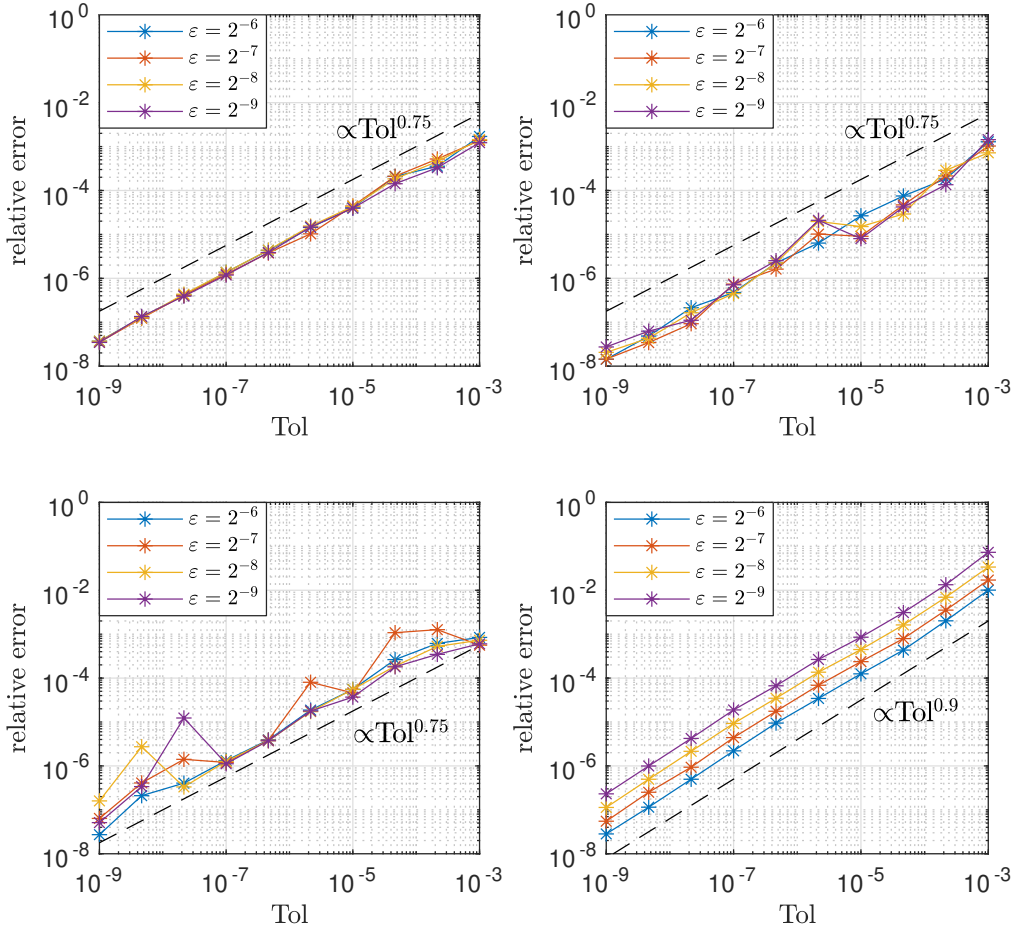 10^0
10^-2
10^-4
10^-6
10^-8
relative error
ε = 2^-6
ε = 2^-7
ε = 2^-8
ε = 2^-9
∝Tol^0.75
10^-9
10^-7
10^-5
10^-3
Tol
10^0
10^-2
10^-4
10^-6
10^-8
relative error
ε = 2^-6
ε = 2^-7
ε = 2^-8
ε = 2^-9
∝Tol^0.75
10^-9
10^-7
10^-5
10^-3
Tol
10^0
10^-2
10^-4
10^-6
10^-8
relative error
ε = 2^-6
ε = 2^-7
ε = 2^-8
ε = 2^-9
∝Tol^0.75
10^-9
10^-7
10^-5
10^-3
Tol
10^0
10^-2
10^-4
10^-6
10^-8
relative error
ε = 2^-6
ε = 2^-7
ε = 2^-8
ε = 2^-9
∝Tol^0.9
10^-9
10^-7
10^-5
10^-3
Tol